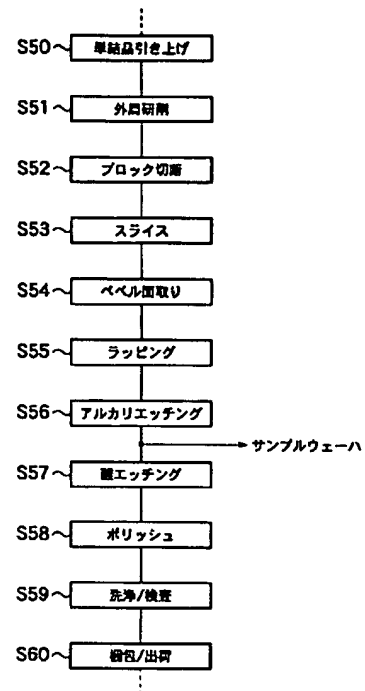 S50 単結晶引き上げ
S51 外周研削
S52 ブロック切断
S53 スライス
S54 ベベル面取り
S55 ラッピング
S56 アルカリエッチング
サンプルウェーハ
S57 酸エッチング
S58 ポリッシュ
S59 洗浄/検査
S60 梱包/出荷